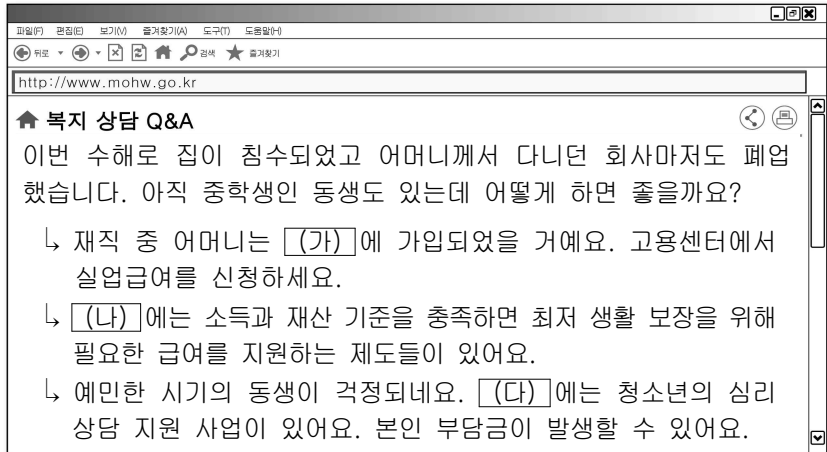 파일(F) 편집(E) 보기(V) 즐겨찾기(A) 도구(T) 도움말(H)
뒤로 검색 즐겨찾기
http://www.mohw.go.kr
복지 상담 Q&A
이번 수해로 집이 침수되었고 어머니께서 다니던 회사마저도 폐업
했습니다. 아직 중학생인 동생도 있는데 어떻게 하면 좋을까요?
↳ 재직 중 어머니는 (가) 에 가입되었을 거예요. 고용센터에서
실업급여를 신청하세요.
↳ (나) 에는 소득과 재산 기준을 충족하면 최저 생활 보장을 위해
필요한 급여를 지원하는 제도들이 있어요.
↳ 예민한 시기의 동생이 걱정되네요. (다) 에는 청소년의 심리
상담 지원 사업이 있어요. 본인 부담금이 발생할 수 있어요.